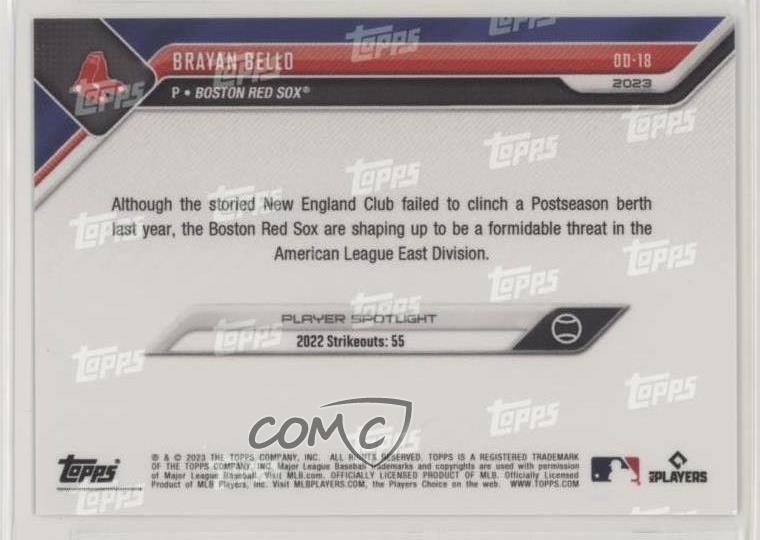 BRAYAN BELLO
OD-18
P • BOSTON RED SOX®
2023
Although the storied New England Club failed to clinch a Postseason berth
last year, the Boston Red Sox are shaping up to be a formidable threat in the
American League East Division.
PLAYER SPOTLIGHT
2022 Strikeouts: 55
COMC
Topps
® & © 2023 THE TOPPS COMPANY, INC. ALL RIGHTS RESERVED. TOPPS IS A REGISTERED TRADEMARK
OF THE TOPPS COMPANY, INC. Major League Baseball trademarks and copyrights are used with permission
of Major League Baseball. Visit MLB.com. OFFICIALLY LICENSED PRODUCT OF MLB. Officially Licensed
Product of MLB Players, Inc. Visit MLBPLAYERS.com, the Players Choice on the web. WWW.TOPPS.COM
PLAYERS